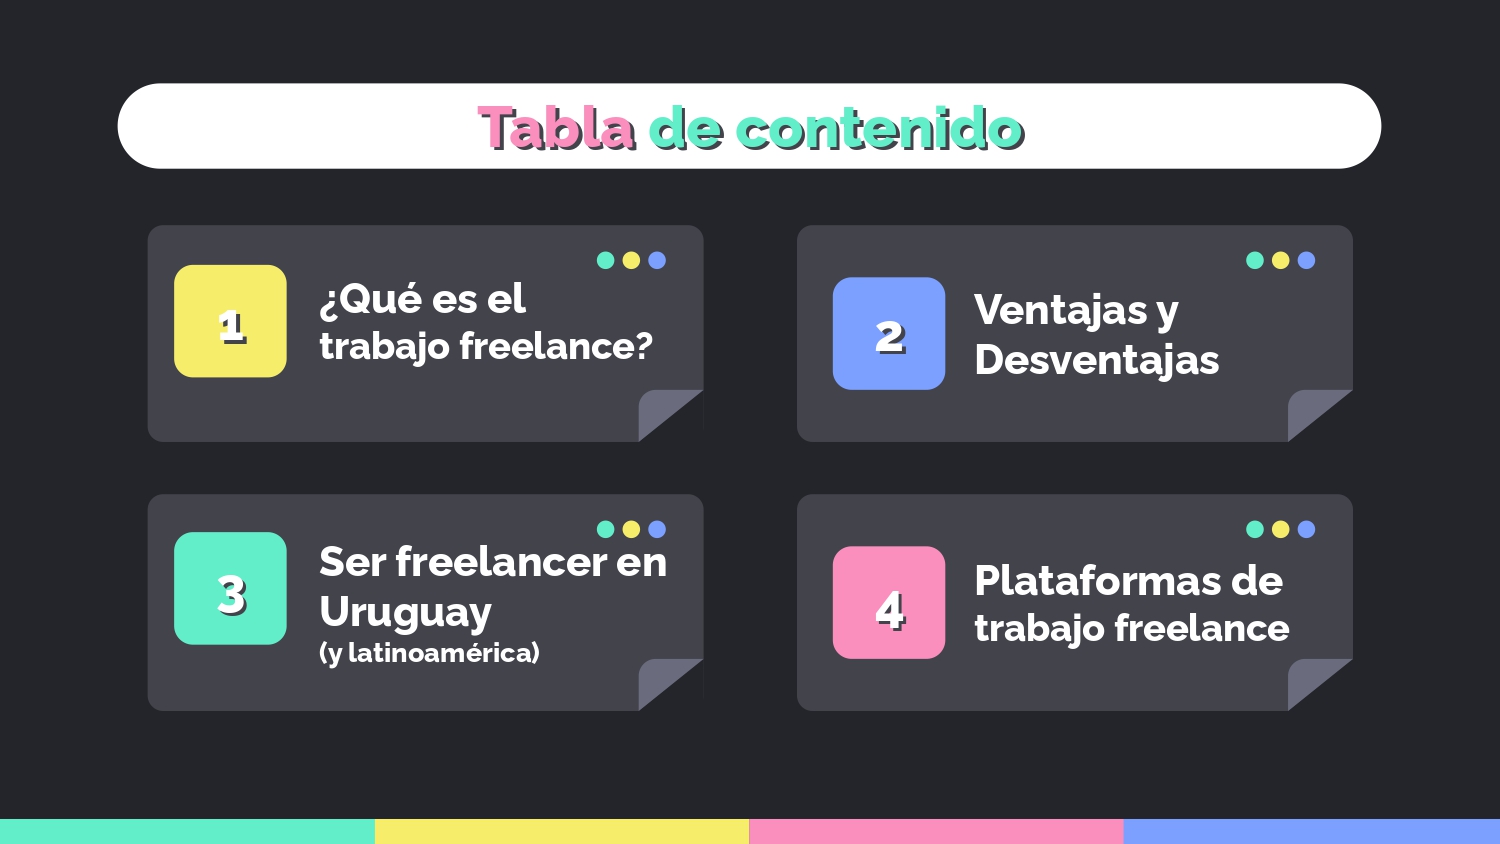 Tabla de contenido
1
¿Qué es el
trabajo freelance?
2
Ventajas y
Desventajas
3
Ser freelancer en
Uruguay
(y latinoamérica)
4
Plataformas de
trabajo freelance